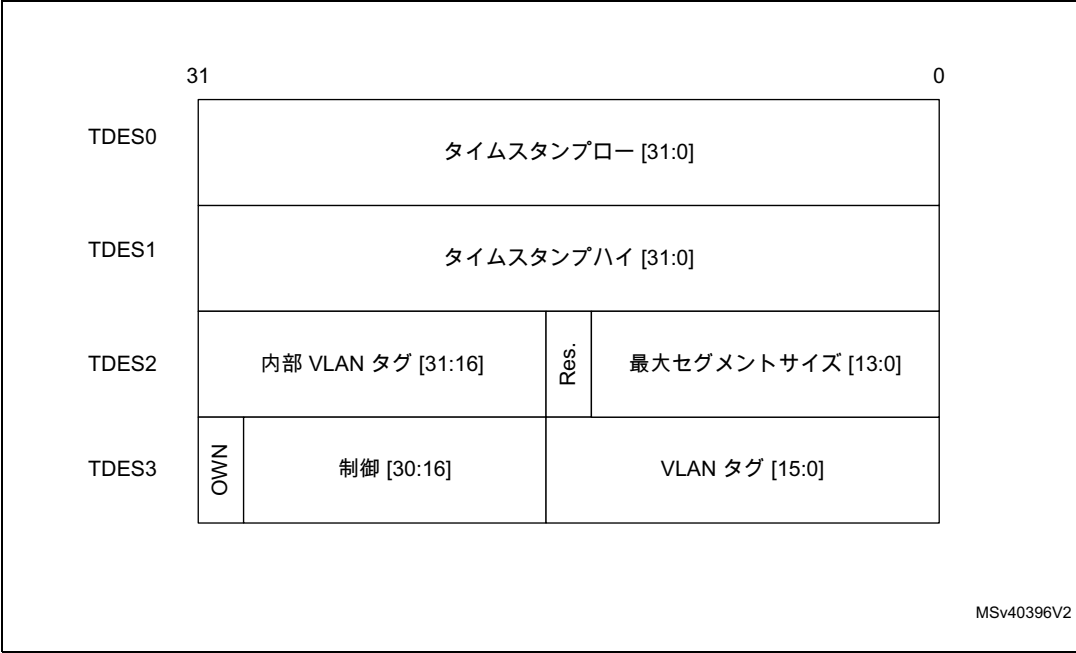 31 0
TDES0 タイムスタンプロー [31:0]
TDES1 タイムスタンプハイ [31:0]
TDES2 内部 VLAN タグ [31:16] Res. 最大セグメントサイズ [13:0]
TDES3 OWN 制御 [30:16] VLAN タグ [15:0]
MSv40396V2